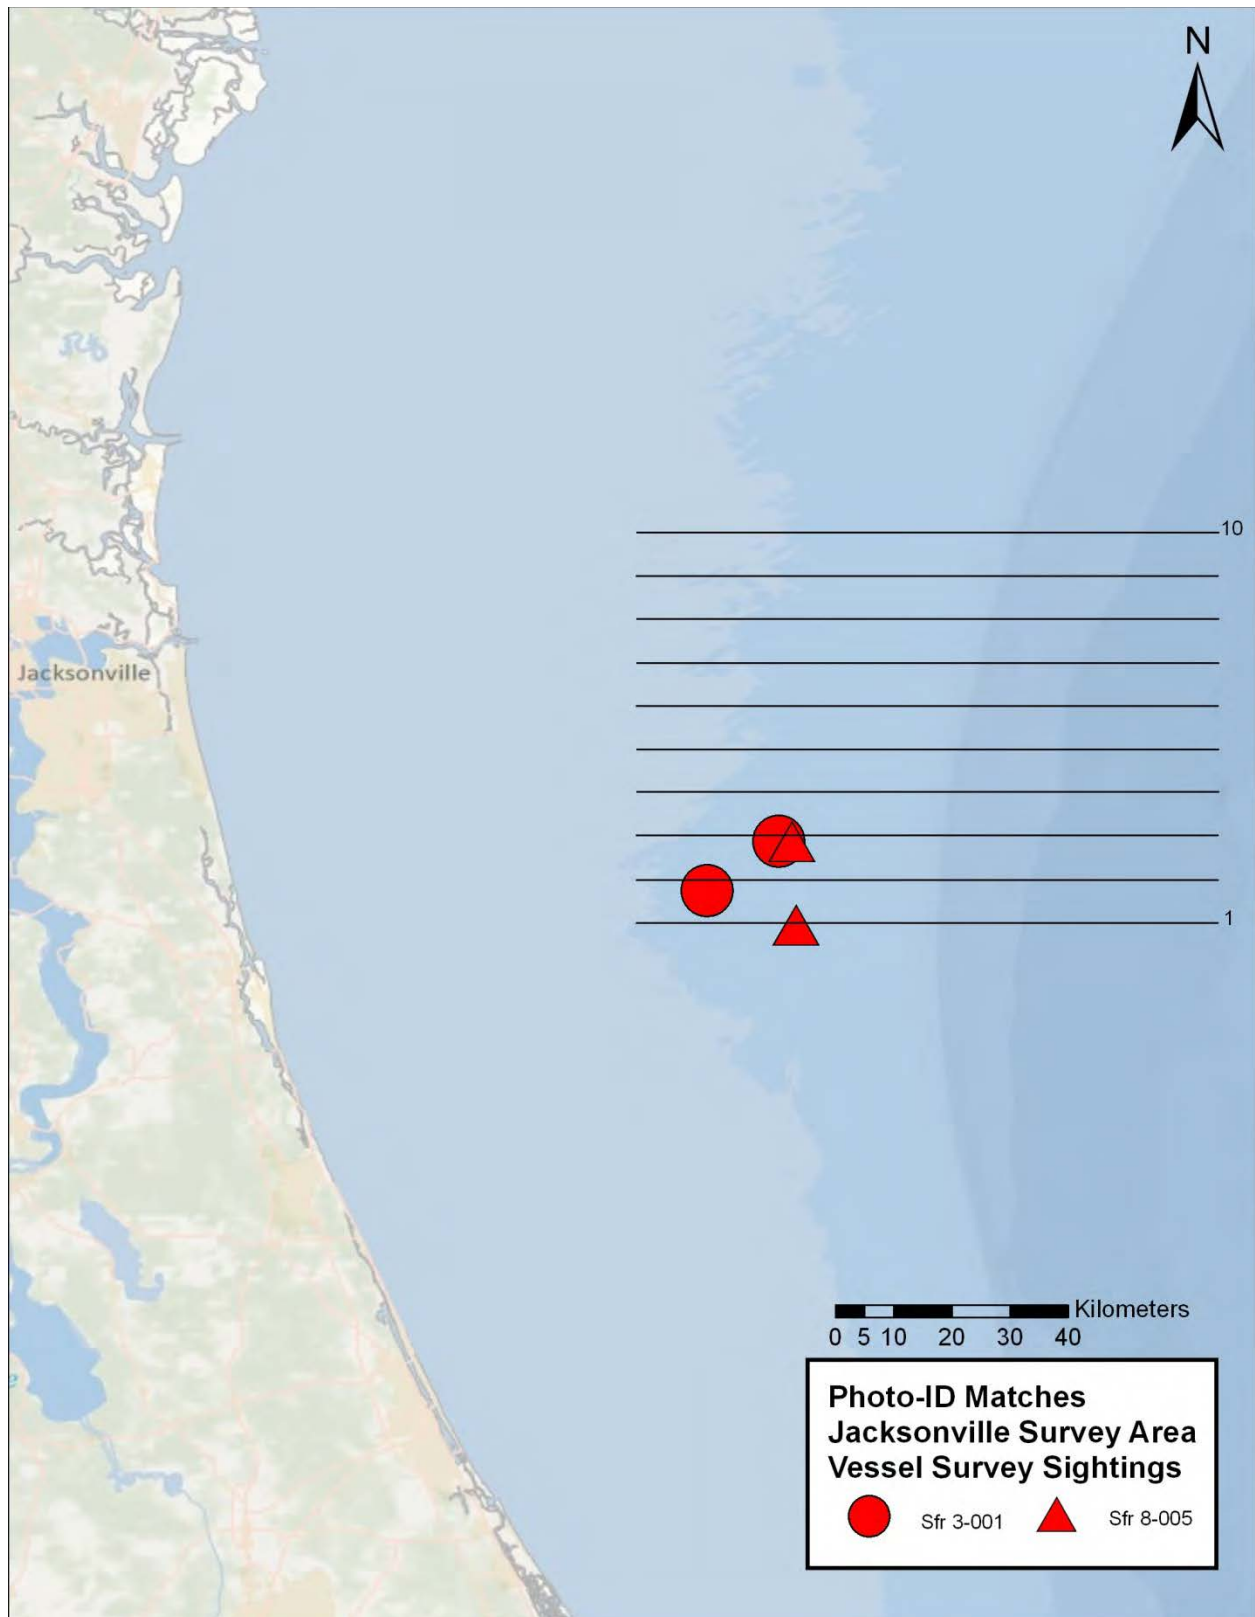 N
10
Jacksonville
1
Kilometers
0 5 10 20 30 40
Photo-ID Matches
Jacksonville Survey Area
Vessel Survey Sightings
Sfr 3-001 Sfr 8-005